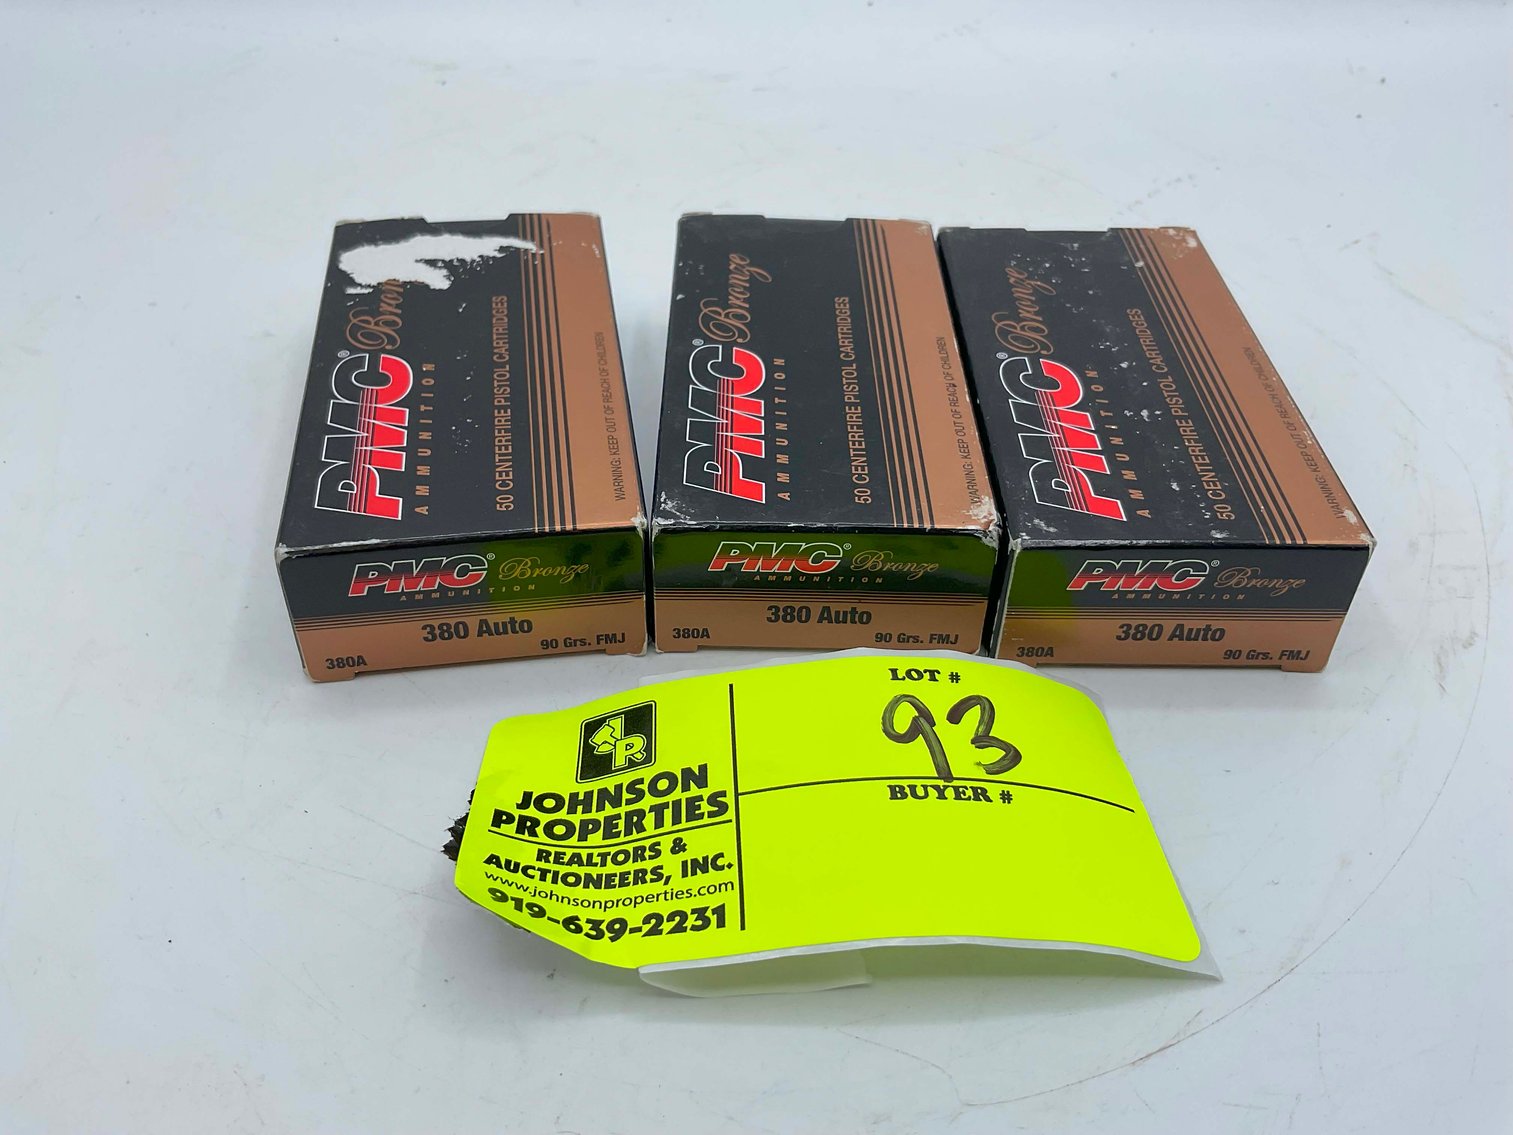 PMC® Bron
AMMUNITION
50 CENTERFIRE PISTOL CARTRIDGES
WARNING: KEEP OUT OF REACH OF CHILDREN
PMC® Bronze
AMMUNITION
380 Auto
380A
90 Grs. FMJ
PMC® Bronze
AMMUNITION
50 CENTERFIRE PISTOL CARTRIDGES
WARNING: KEEP OUT OF REACH OF CHILDREN
PMC® Bronze
AMMUNITION
380 Auto
380A
90 Grs. FMJ
PMC® Bronze
AMMUNITION
50 CENTERFIRE PISTOL CARTRIDGES
WARNING: KEEP OUT OF REACH OF CHILDREN
PMC® Bronze
AMMUNITION
380 Auto
380A
90 Grs. FMJ
JR
JOHNSON
PROPERTIES
REALTORS &
AUCTIONEERS, INC.
www.johnsonproperties.com
919-639-2231
LOT #
93
BUYER #